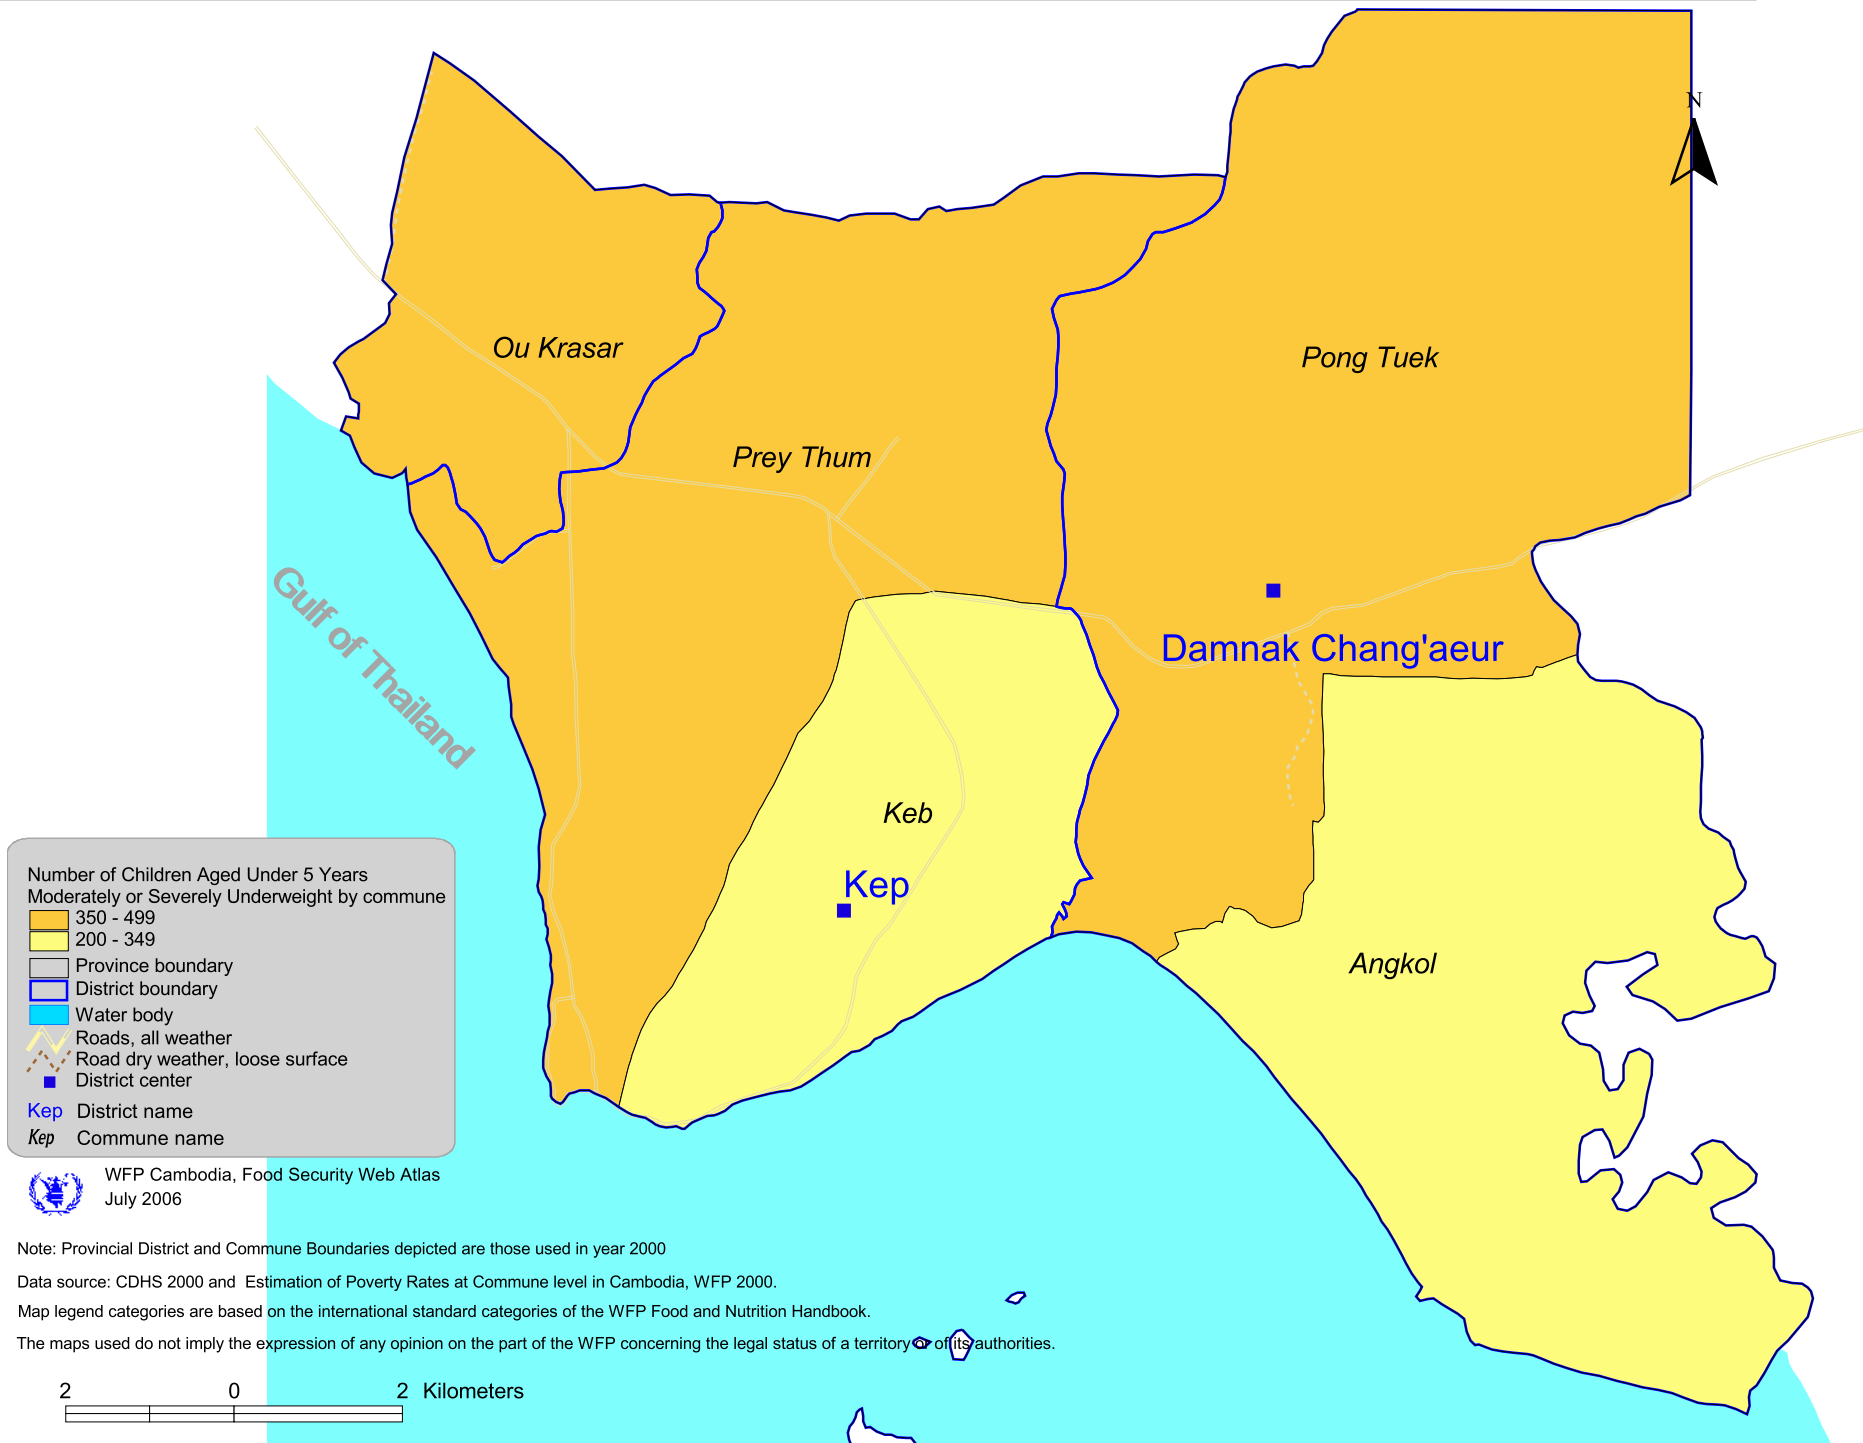 N
Ou Krasar
Pong Tuek
Prey Thum
Gulf of Thailand
Damnak Chang'aeur
Keb
Kep
Angkol
Number of Children Aged Under 5 Years
Moderately or Severely Underweight by commune
350 - 499
200 - 349
Province boundary
District boundary
Water body
Roads, all weather
Road dry weather, loose surface
District center
Kep District name
Kep Commune name
WFP Cambodia, Food Security Web Atlas
July 2006
Note: Provincial District and Commune Boundaries depicted are those used in year 2000
Data source: CDHS 2000 and Estimation of Poverty Rates at Commune level in Cambodia, WFP 2000.
Map legend categories are based on the international standard categories of the WFP Food and Nutrition Handbook.
The maps used do not imply the expression of any opinion on the part of the WFP concerning the legal status of a territory or of its authorities.
2 0 2 Kilometers